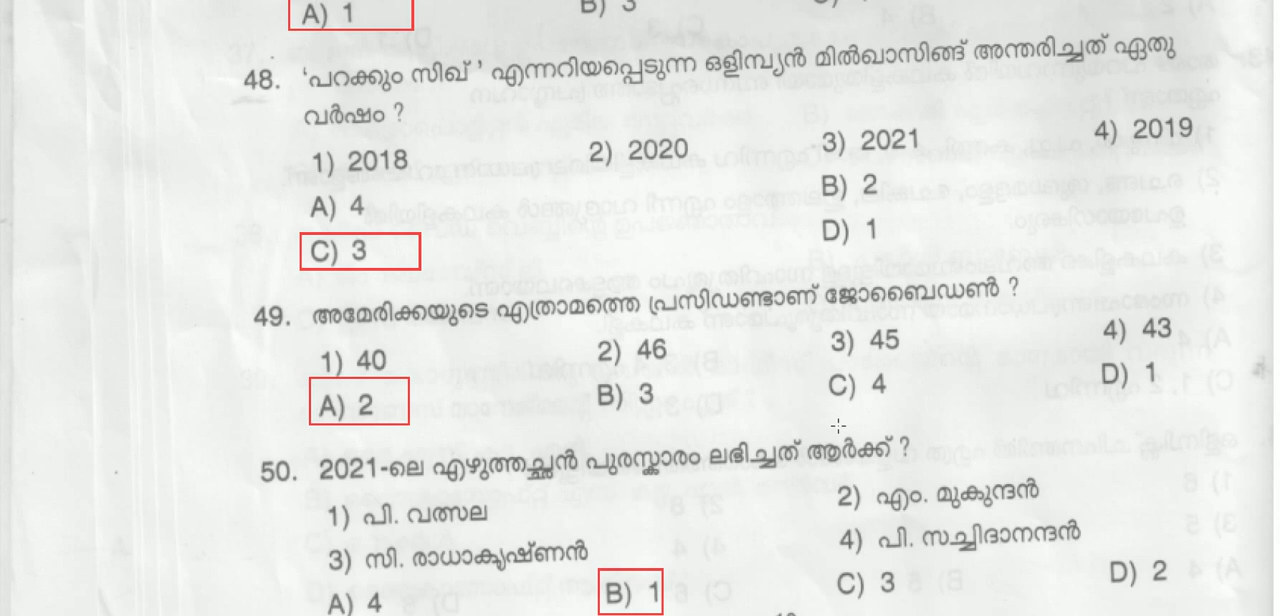 A) 1
B) 3
48. 'പറക്കും സിഖ് ' എന്നറിയപ്പെടുന്ന ഒളിമ്പ്യൻ മിൽഖാസിങ്ങ് അന്തരിച്ചത് ഏതു
വർഷം ?
1) 2018 2) 2020 3) 2021 4) 2019
A) 4 B) 2
C) 3 D) 1
49. അമേരിക്കയുടെ എത്രാമത്തെ പ്രസിഡണ്ടാണ് ജോബൈഡൺ ?
1) 40 2) 46 3) 45 4) 43
A) 2 B) 3 C) 4 D) 1
50. 2021-ലെ എഴുത്തച്ഛൻ പുരസ്കാരം ലഭിച്ചത് ആർക്ക് ?
1) പി. വത്സല 2) എം. മുകുന്ദൻ
3) സി. രാധാകൃഷ്ണൻ 4) പി. സച്ചിദാനന്ദൻ
A) 4 B) 1 C) 3 D) 2